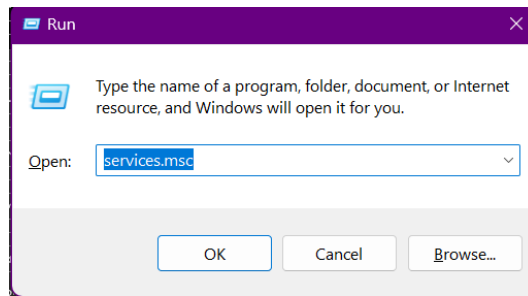 Run
Type the name of a program, folder, document, or Internet
resource, and Windows will open it for you.
Open: services.msc
OK Cancel Browse...